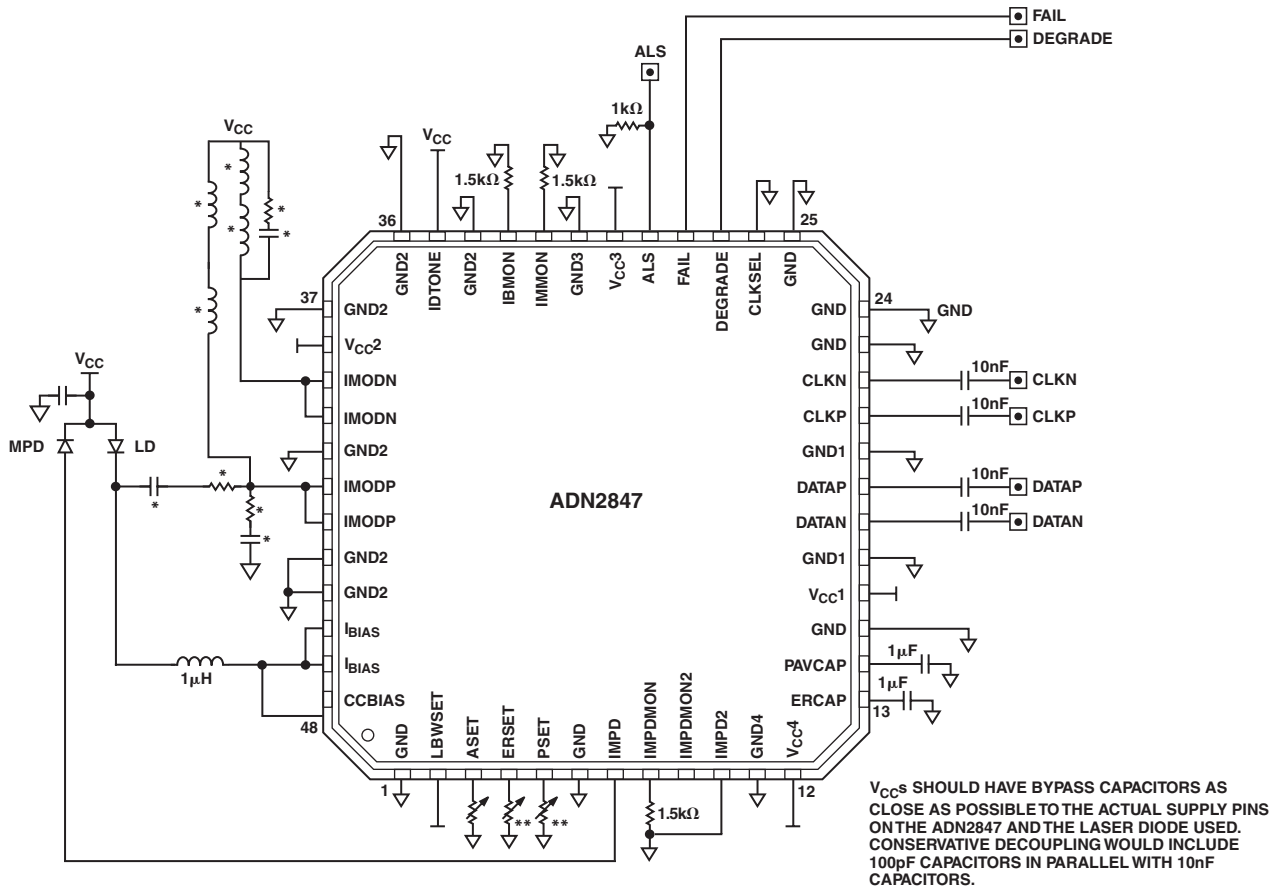 FAIL
DEGRADE
ALS
1kΩ
VCC
VCC
1.5kΩ
1.5kΩ
36
25
GND2
IDTONE
GND2
IBMON
IMMON
GND3
VCC3
ALS
FAIL
DEGRADE
CLKSEL
GND
*
*
*
*
*
*
37
GND2
VCC2
IMODN
IMODN
GND2
IMODP
IMODP
GND2
GND2
IBIAS
IBIAS
CCBIAS
48
VCC
MPD
LD
*
*
*
*
1μH
ADN2847
24
GND
GND
GND
CLKN
10nF
CLKN
CLKP
10nF
CLKP
GND1
DATAP
10nF
DATAP
DATAN
10nF
DATAN
GND1
VCC1
GND
PAVCAP
1μF
ERCAP
1μF
13
GND
LBWSET
ASET
ERSET
PSET
GND
IMPD
IMPDMON
IMPDMON2
IMPD2
GND4
VCC4
1
12
**
**
1.5kΩ
VCCs SHOULD HAVE BYPASS CAPACITORS AS
CLOSE AS POSSIBLE TO THE ACTUAL SUPPLY PINS
ON THE ADN2847 AND THE LASER DIODE USED.
CONSERVATIVE DECOUPLING WOULD INCLUDE
100pF CAPACITORS IN PARALLEL WITH 10nF
CAPACITORS.